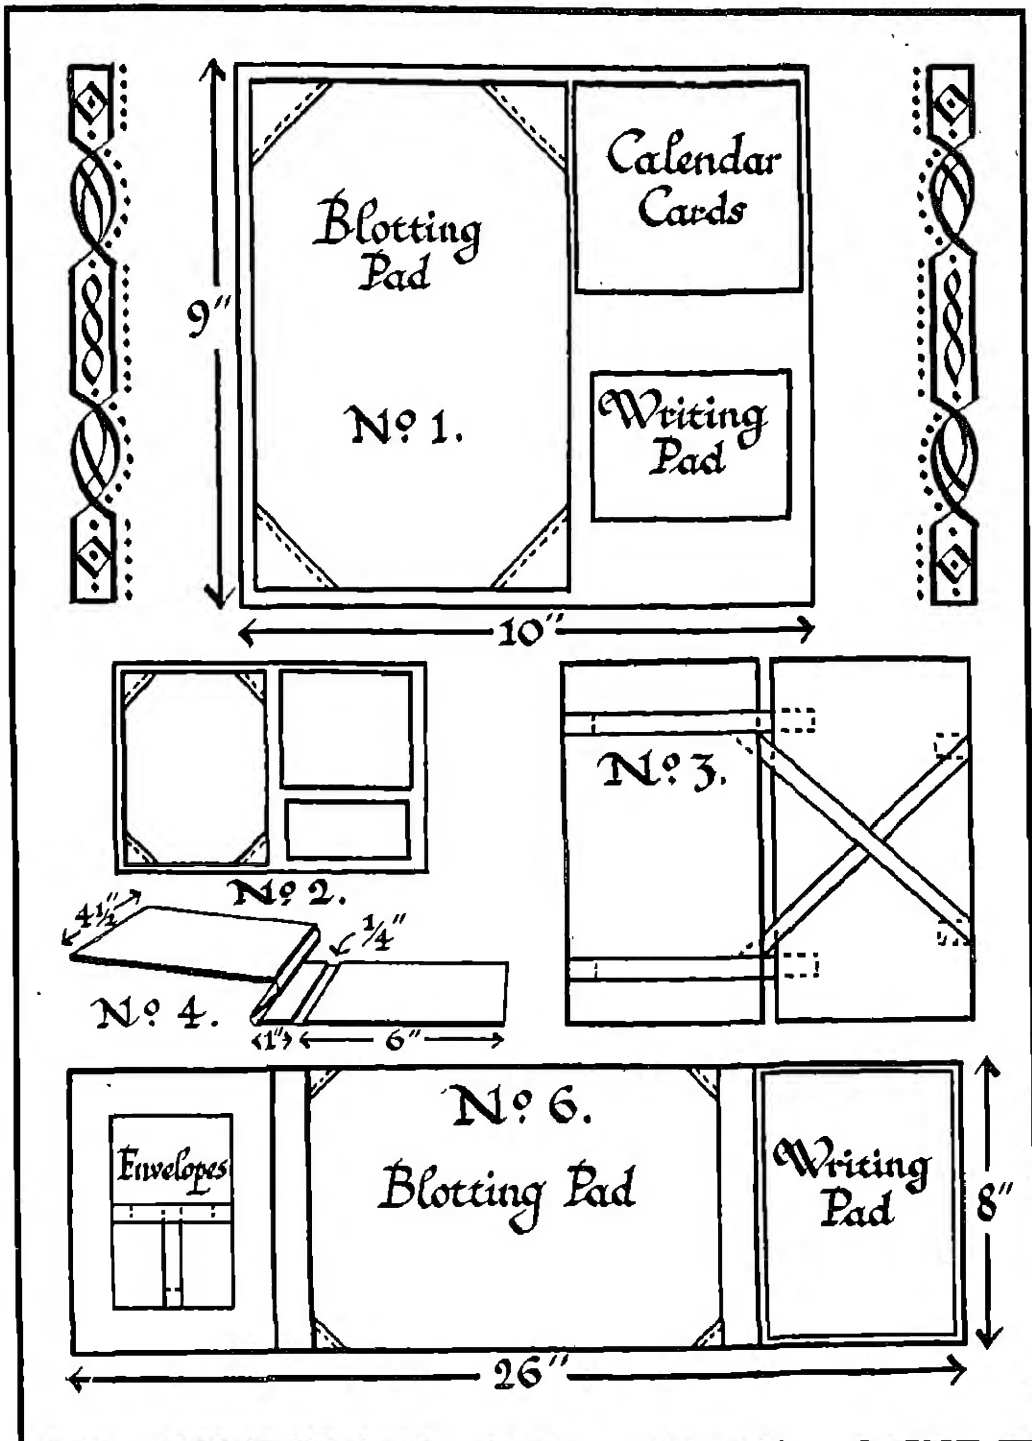 Blotting
Pad
Nº 1.
Calendar
Cards
Writing
Pad
9"
10"
Nº 2.
Nº 3.
4½"
¼"
Nº 4.
1"
6"
Envelopes
Nº 6.
Blotting Pad
Writing
Pad
8"
26"